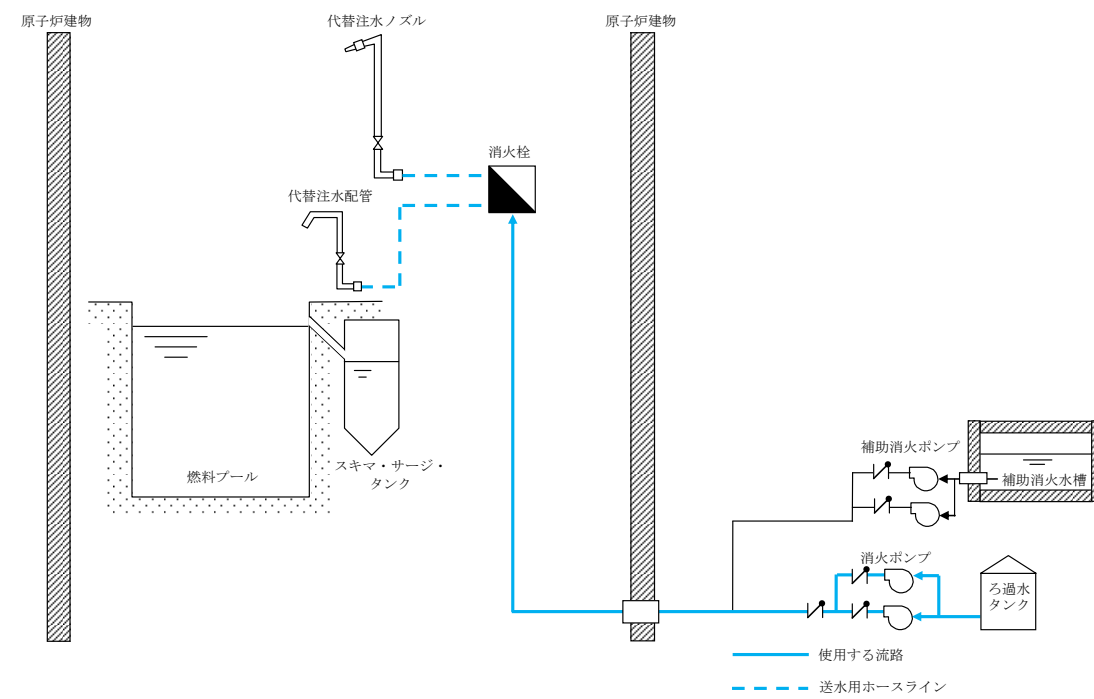 原子炉建物
代替注水ノズル
原子炉建物
消火栓
代替注水配管
補助消火ポンプ
スキマ・サージ・
タンク
燃料プール
補助消火水槽
消火ポンプ
ろ過水
タンク
使用する流路
送水用ホースライン